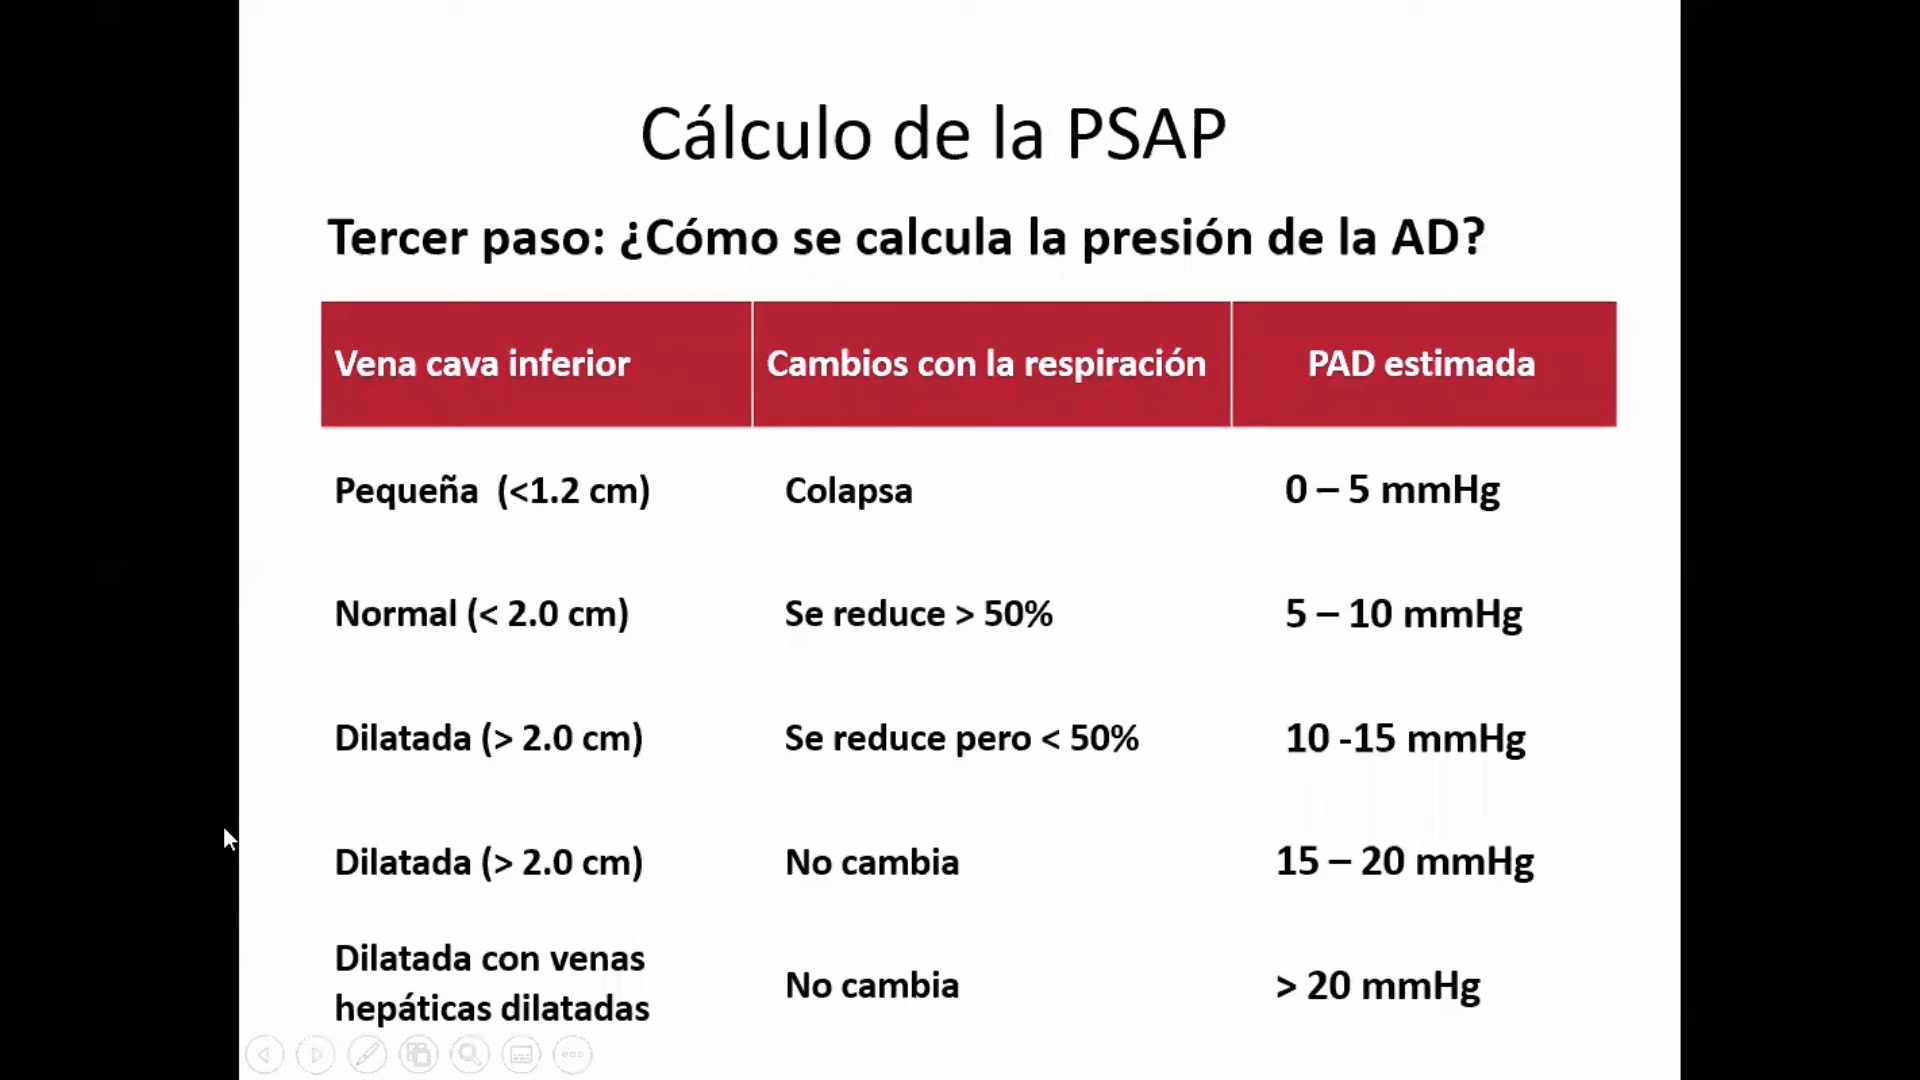 Cálculo de la PSAP
Tercer paso: ¿Cómo se calcula la presión de la AD?
Vena cava inferior Cambios con la respiración PAD estimada
Pequeña (<1.2 cm) Colapsa 0 – 5 mmHg
Normal (< 2.0 cm) Se reduce > 50% 5 – 10 mmHg
Dilatada (> 2.0 cm) Se reduce pero < 50% 10 -15 mmHg
Dilatada (> 2.0 cm) No cambia 15 – 20 mmHg
Dilatada con venas
hepáticas dilatadas No cambia > 20 mmHg